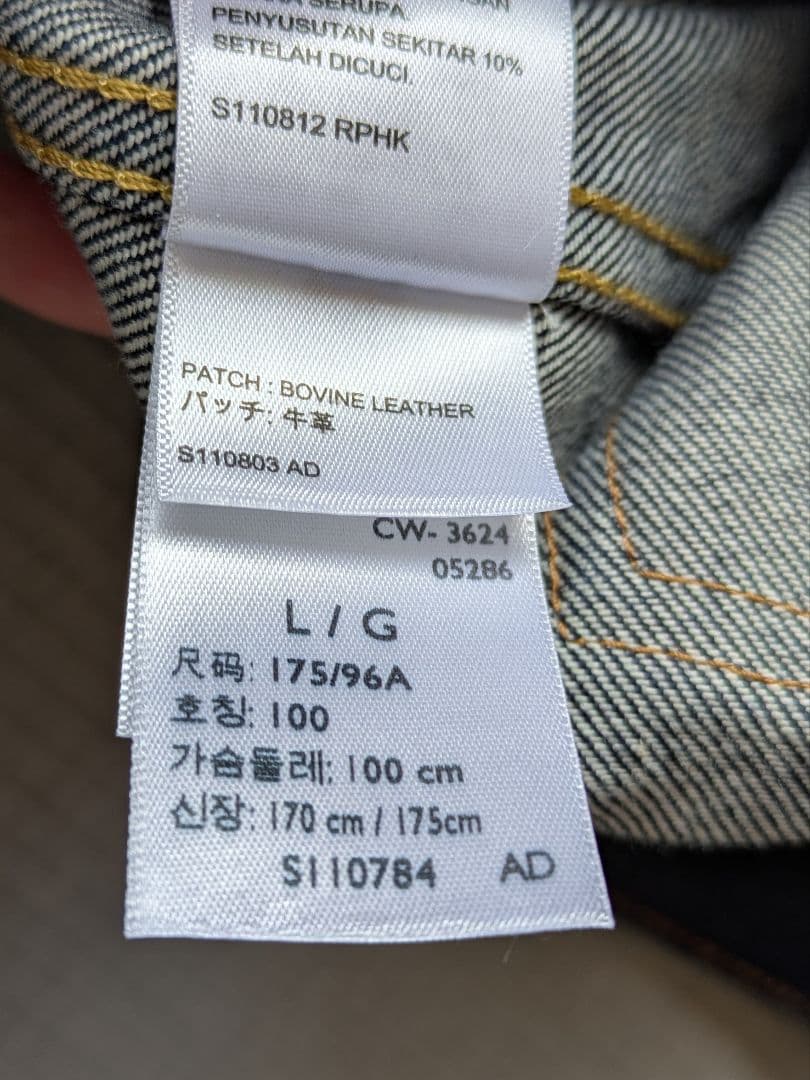 SERUPA
PENYUSUTAN SEKITAR 10%
SETELAH DICUCI.
S110812 RPHK
PATCH : BOVINE LEATHER
パッチ: 牛革
S110803 AD
CW- 3624
05286
L / G
尺码: 175/96A
호칭: 100
가슴둘레: 100 cm
신장: 170 cm / 175cm
S110784 AD